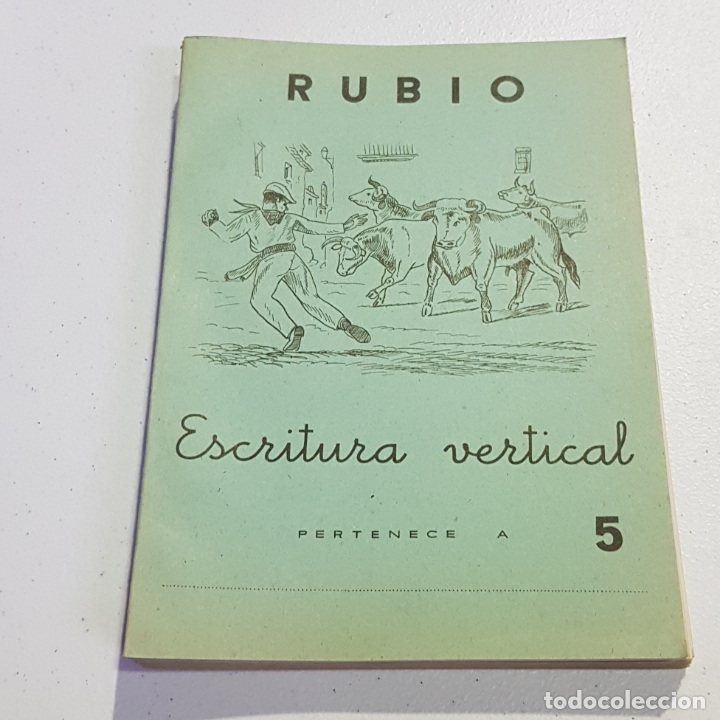 RUBIO
Escritura vertical
PERTENECE A 5
todocoleccion